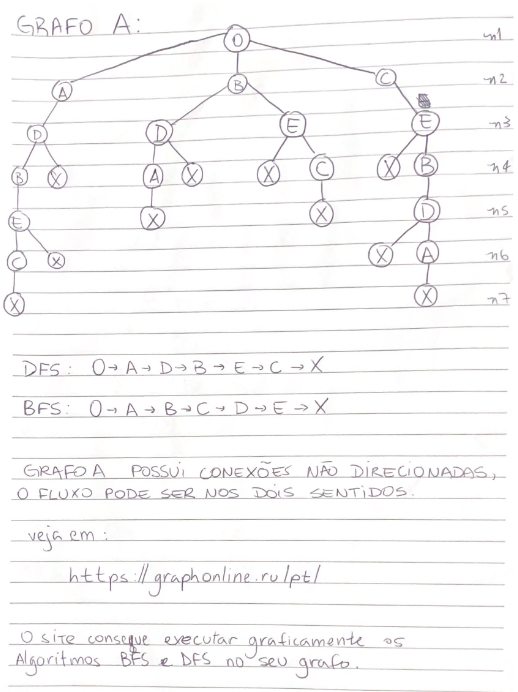 GRAFO A:
O n1
A B C n2
D D E E n3
B X A X X C X B n4
E X X D n5
C X X A n6
X X n7
DFS: O→A→D→B→E→C→X
BFS: O→A→B→C→D→E→X
GRAFO A POSSUI CONEXÕES NÃO DIRECIONADAS,
O FLUXO PODE SER NOS DOIS SENTIDOS.
veja em:
https://graphonline.ru/pt/
O site consegue executar graficamente os
Algoritmos BFS e DFS no seu grafo.